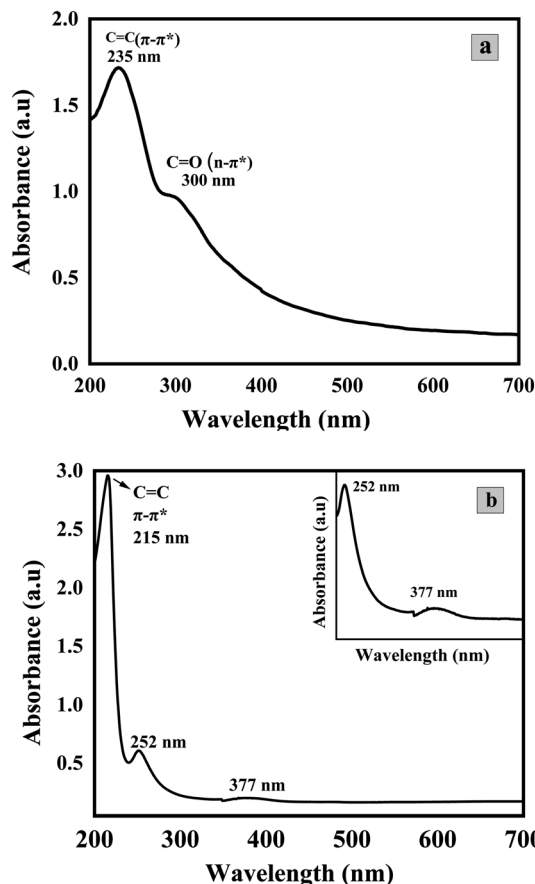 2.0
1.5
1.0
0.5
0.0
Absorbance (a.u)
C=C(π-π*)
235 nm
a
C=O (n-π*)
300 nm
200 300 400 500 600 700
Wavelength (nm)
3.0
2.5
2.0
1.5
1.0
0.5
Absorbance (a.u)
C=C
π-π*
215 nm
252 nm
377 nm
b
252 nm
377 nm
Absorbance (a.u)
Wavelength (nm)
200 300 400 500 600 700
Wavelength (nm)